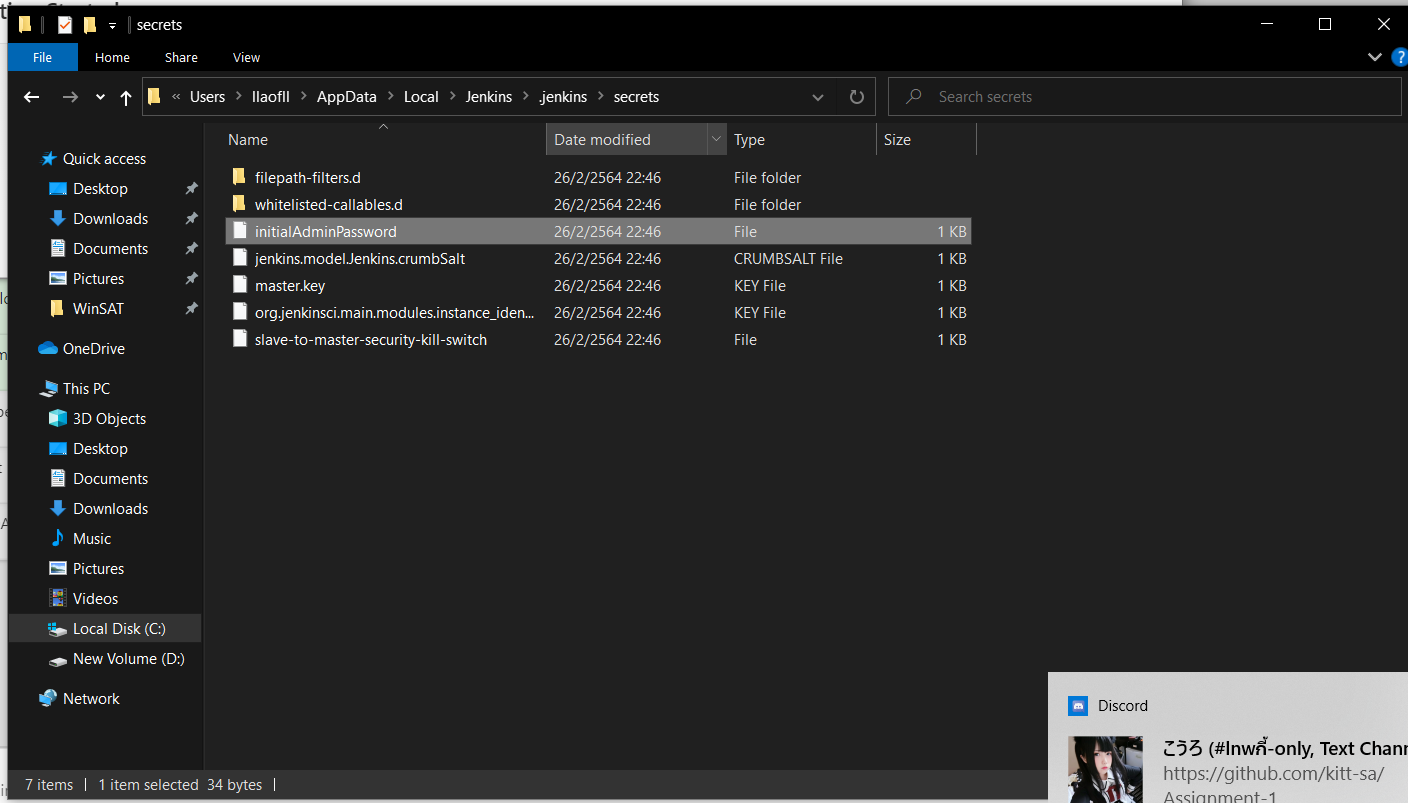 secrets
File Home Share View
« Users > llaofll > AppData > Local > Jenkins > .jenkins > secrets
Search secrets
Name Date modified Type Size
Quick access
Desktop
Downloads
Documents
Pictures
WinSAT
OneDrive
This PC
3D Objects
Desktop
Documents
Downloads
Music
Pictures
Videos
Local Disk (C:)
New Volume (D:)
Network
filepath-filters.d 26/2/2564 22:46 File folder
whitelisted-callables.d 26/2/2564 22:46 File folder
initialAdminPassword 26/2/2564 22:46 File 1 KB
jenkins.model.Jenkins.crumbSalt 26/2/2564 22:46 CRUMBSALT File 1 KB
master.key 26/2/2564 22:46 KEY File 1 KB
org.jenkinsci.main.modules.instance_iden... 26/2/2564 22:46 KEY File 1 KB
slave-to-master-security-kill-switch 26/2/2564 22:46 File 1 KB
7 items 1 item selected 34 bytes
Discord
こうろ (#lnwกี้-only, Text Chann
https://github.com/kitt-sa/
Assignment-1